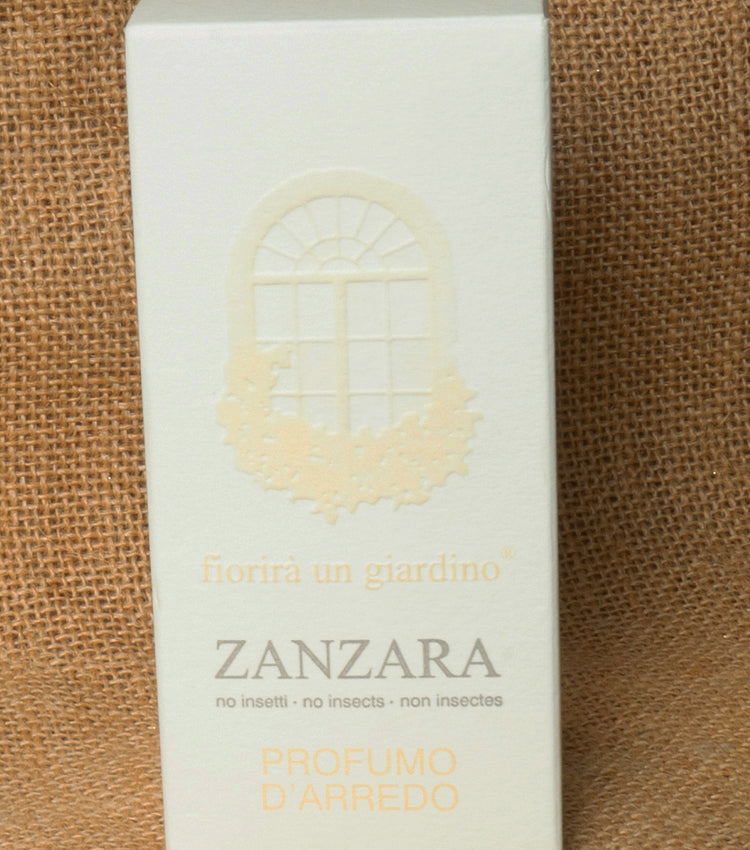 fiorirà un giardino®
ZANZARA
no insetti · no insects · non insectes
PROFUMO
D'ARREDO